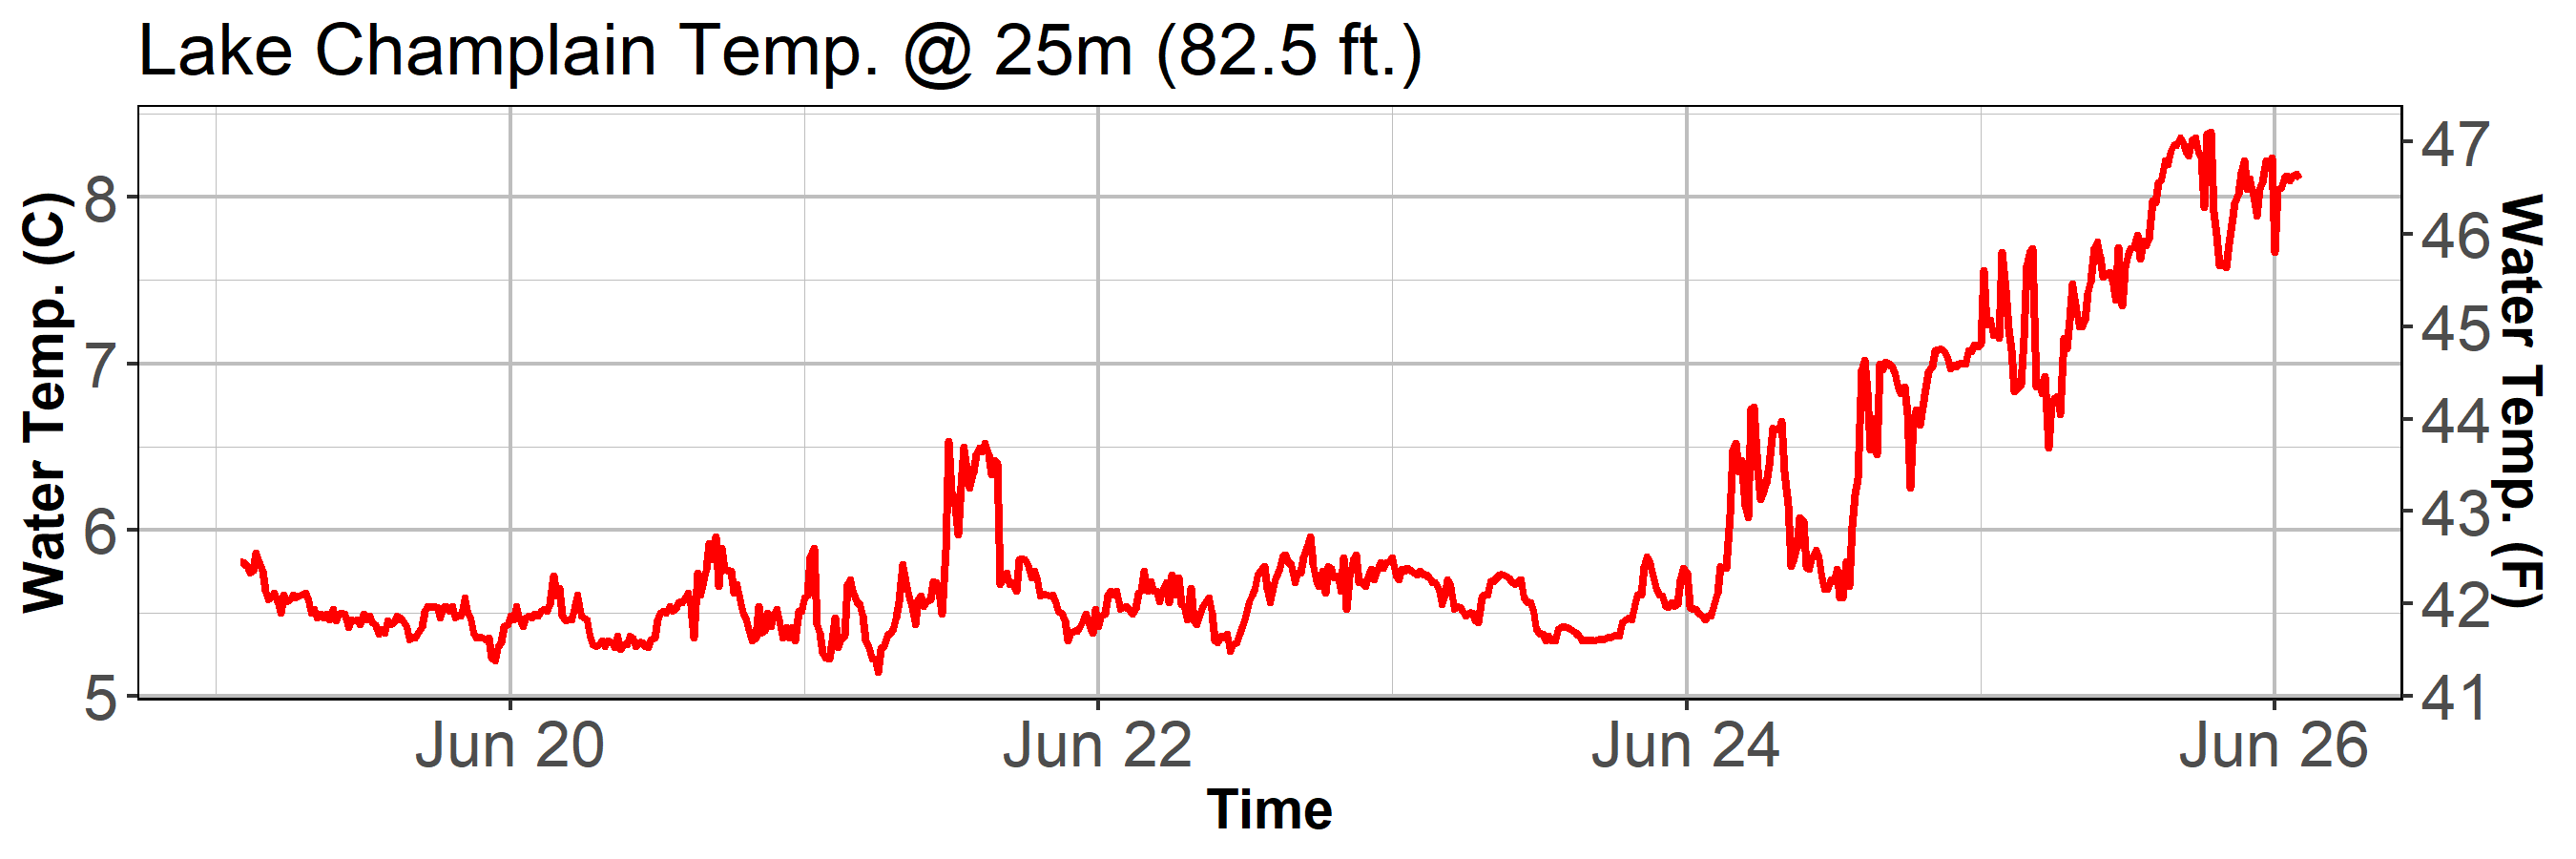 Lake Champlain Temp. @ 25m (82.5 ft.)
Water Temp. (C)
8
7
6
5
47
46
45
44
43
42
41
Water Temp. (F)
Jun 20
Jun 22
Jun 24
Jun 26
Time